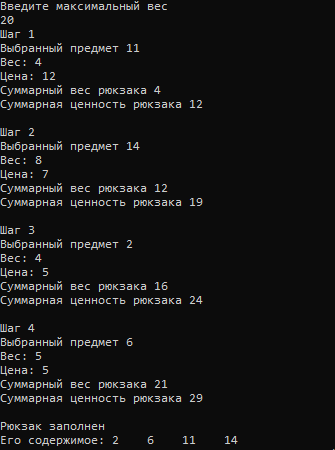 Введите максимальный вес
20
Шаг 1
Выбранный предмет 11
Вес: 4
Цена: 12
Суммарный вес рюкзака 4
Суммарная ценность рюкзака 12
Шаг 2
Выбранный предмет 14
Вес: 8
Цена: 7
Суммарный вес рюкзака 12
Суммарная ценность рюкзака 19
Шаг 3
Выбранный предмет 2
Вес: 4
Цена: 5
Суммарный вес рюкзака 16
Суммарная ценность рюкзака 24
Шаг 4
Выбранный предмет 6
Вес: 5
Цена: 5
Суммарный вес рюкзака 21
Суммарная ценность рюкзака 29
Рюкзак заполнен
Его содержимое: 2 6 11 14